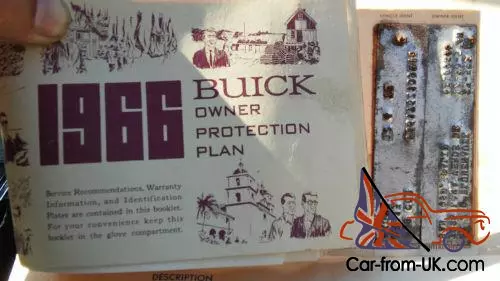 1966 BUICK
OWNER
PROTECTION
PLAN
Service Recommendations, Warranty
Information, and Identification
Plates are contained in this booklet.
For your convenience keep this
booklet in the glove compartment.
DESCRIPTION
Car-from-UK.com